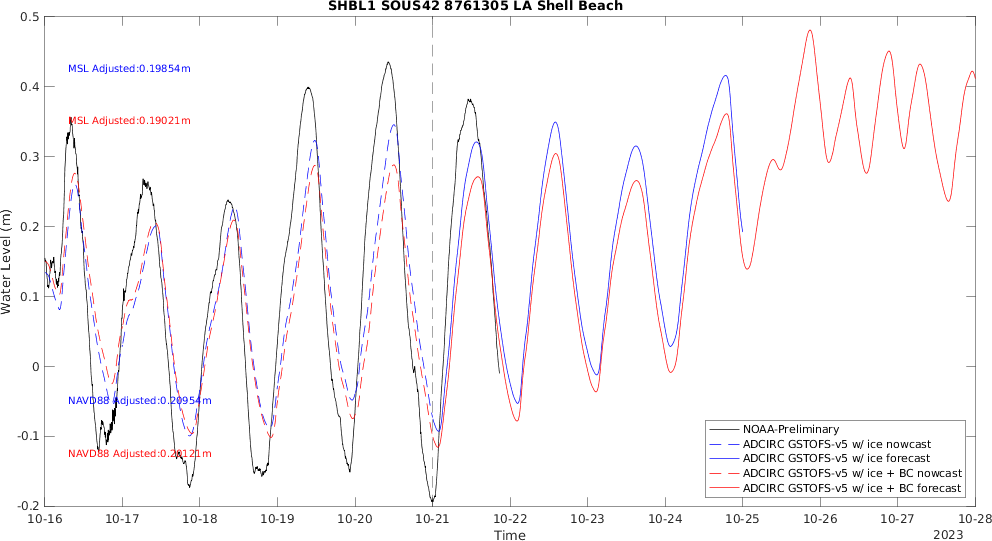 SHBL1 SOUS42 8761305 LA Shell Beach
0.5
0.4
0.3
0.2
0.1
0
-0.1
-0.2
Water Level (m)
MSL Adjusted:0.19854m
MSL Adjusted:0.19021m
NAVD88 Adjusted:0.20954m
NAVD88 Adjusted:0.20121m
NOAA-Preliminary
ADCIRC GSTOFS-v5 w/ ice nowcast
ADCIRC GSTOFS-v5 w/ ice forecast
ADCIRC GSTOFS-v5 w/ ice + BC nowcast
ADCIRC GSTOFS-v5 w/ ice + BC forecast
10-16 10-17 10-18 10-19 10-20 10-21 10-22 10-23 10-24 10-25 10-26 10-27 10-28
Time
2023